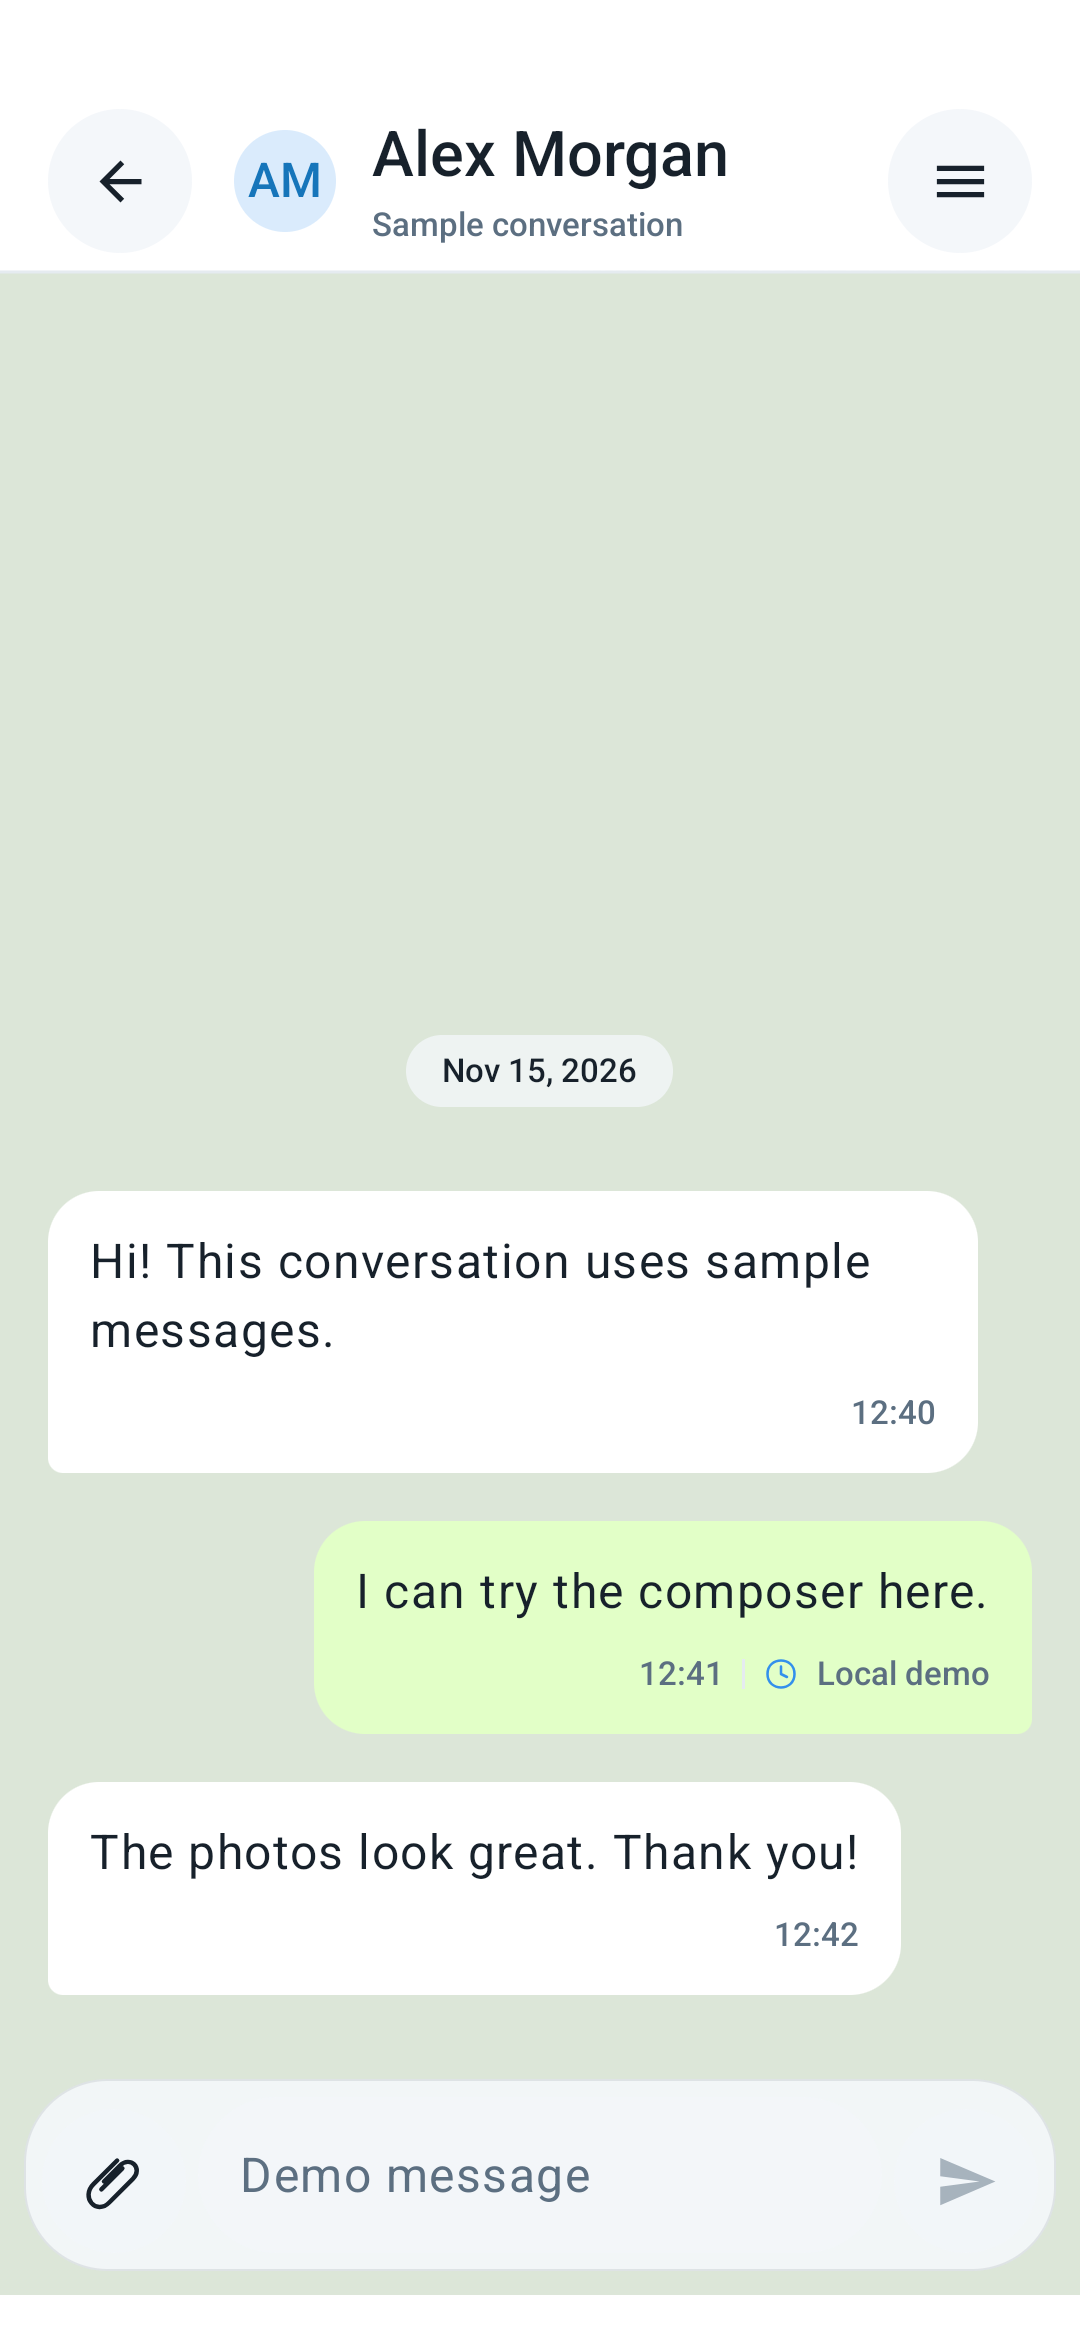 AM
Alex Morgan
Sample conversation
Nov 15, 2026
Hi! This conversation uses sample
messages.
12:40
I can try the composer here.
12:41 Local demo
The photos look great. Thank you!
12:42
Demo message